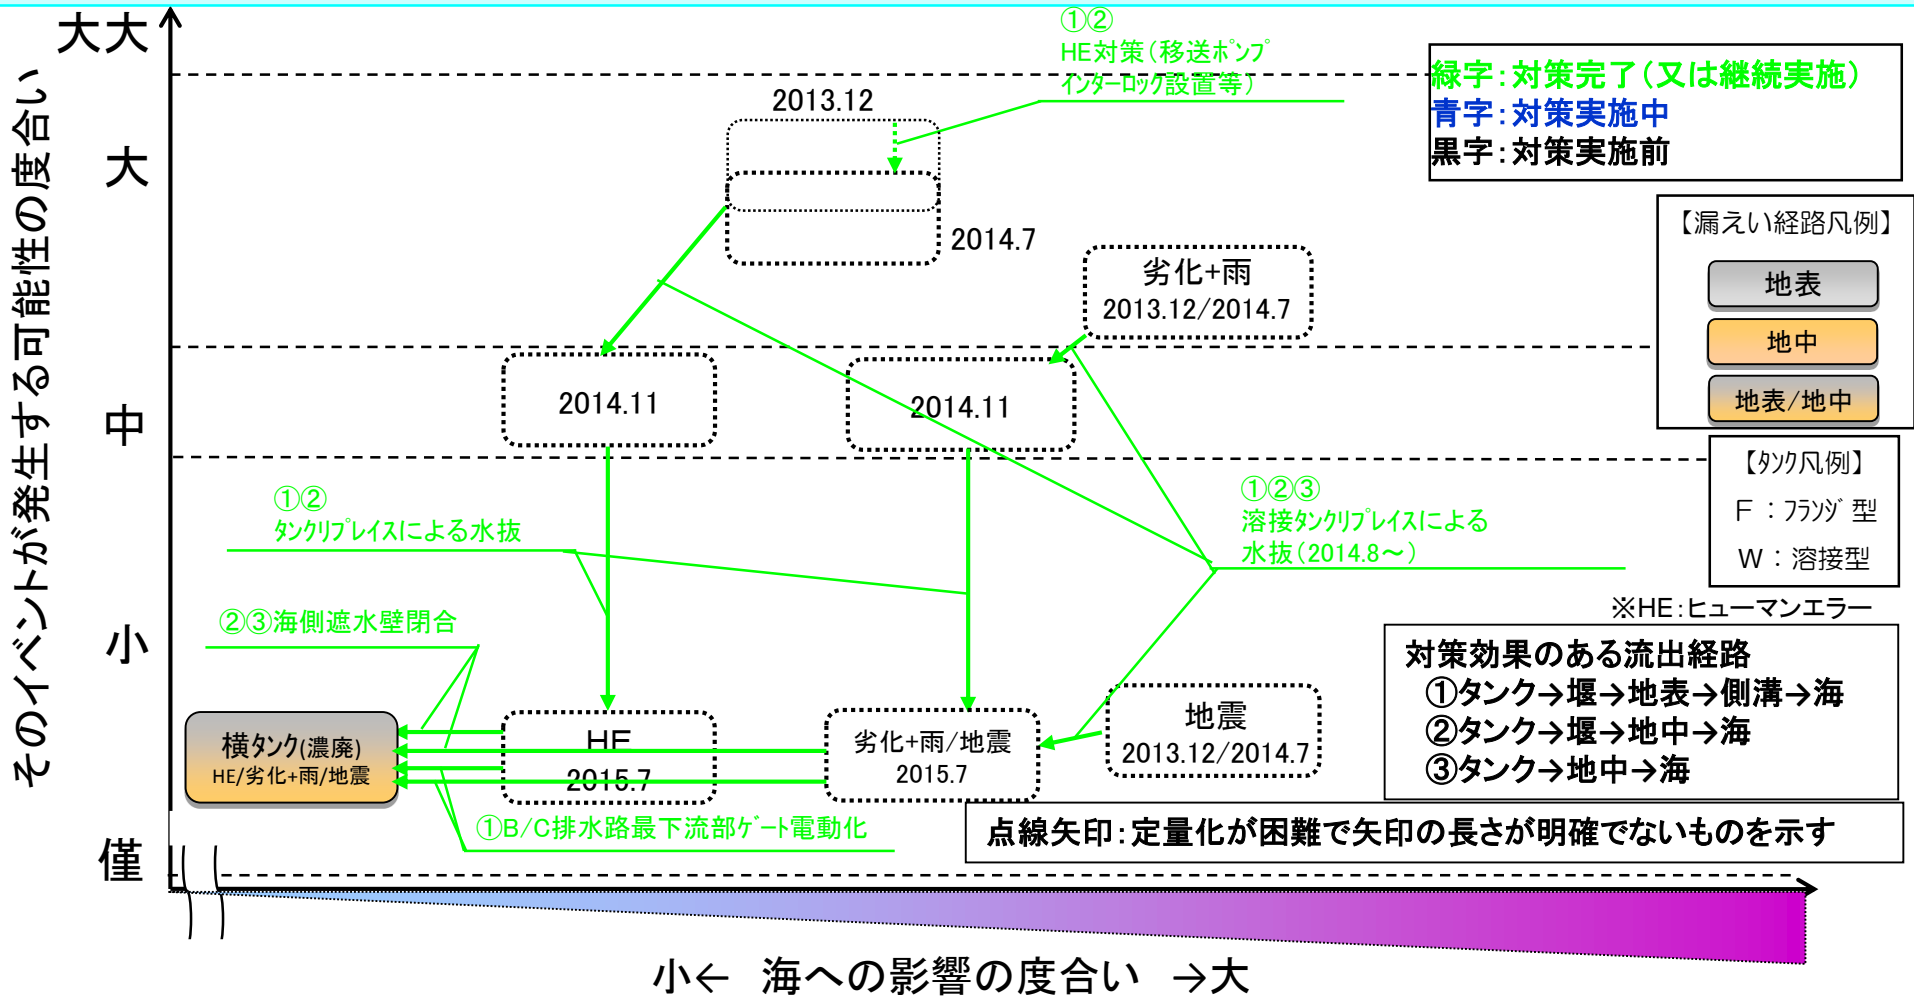 そのイベントが発生する可能性の度合い
大大
大
中
小
僅
①②
HE対策(移送ポンプ
インターロック設置等)
緑字：対策完了(又は継続実施)
青字：対策実施中
黒字：対策実施前
2013.12
2014.7
劣化+雨
2013.12/2014.7
【漏えい経路凡例】
地表
地中
地表/地中
2014.11
2014.11
【タンク凡例】
F ：フランジ型
W ：溶接型
①②
タンクリプレイスによる水抜
①②③
溶接タンクリプレイスによる
水抜(2014.8～)
※HE:ヒューマンエラー
②③海側遮水壁閉合
対策効果のある流出経路
①タンク→堰→地表→側溝→海
②タンク→堰→地中→海
③タンク→地中→海
横タンク(濃廃)
HE/劣化+雨/地震
HE
2015.7
劣化+雨/地震
2015.7
地震
2013.12/2014.7
①B/C排水路最下流部ゲート電動化
点線矢印：定量化が困難で矢印の長さが明確でないものを示す
小← 海への影響の度合い →大